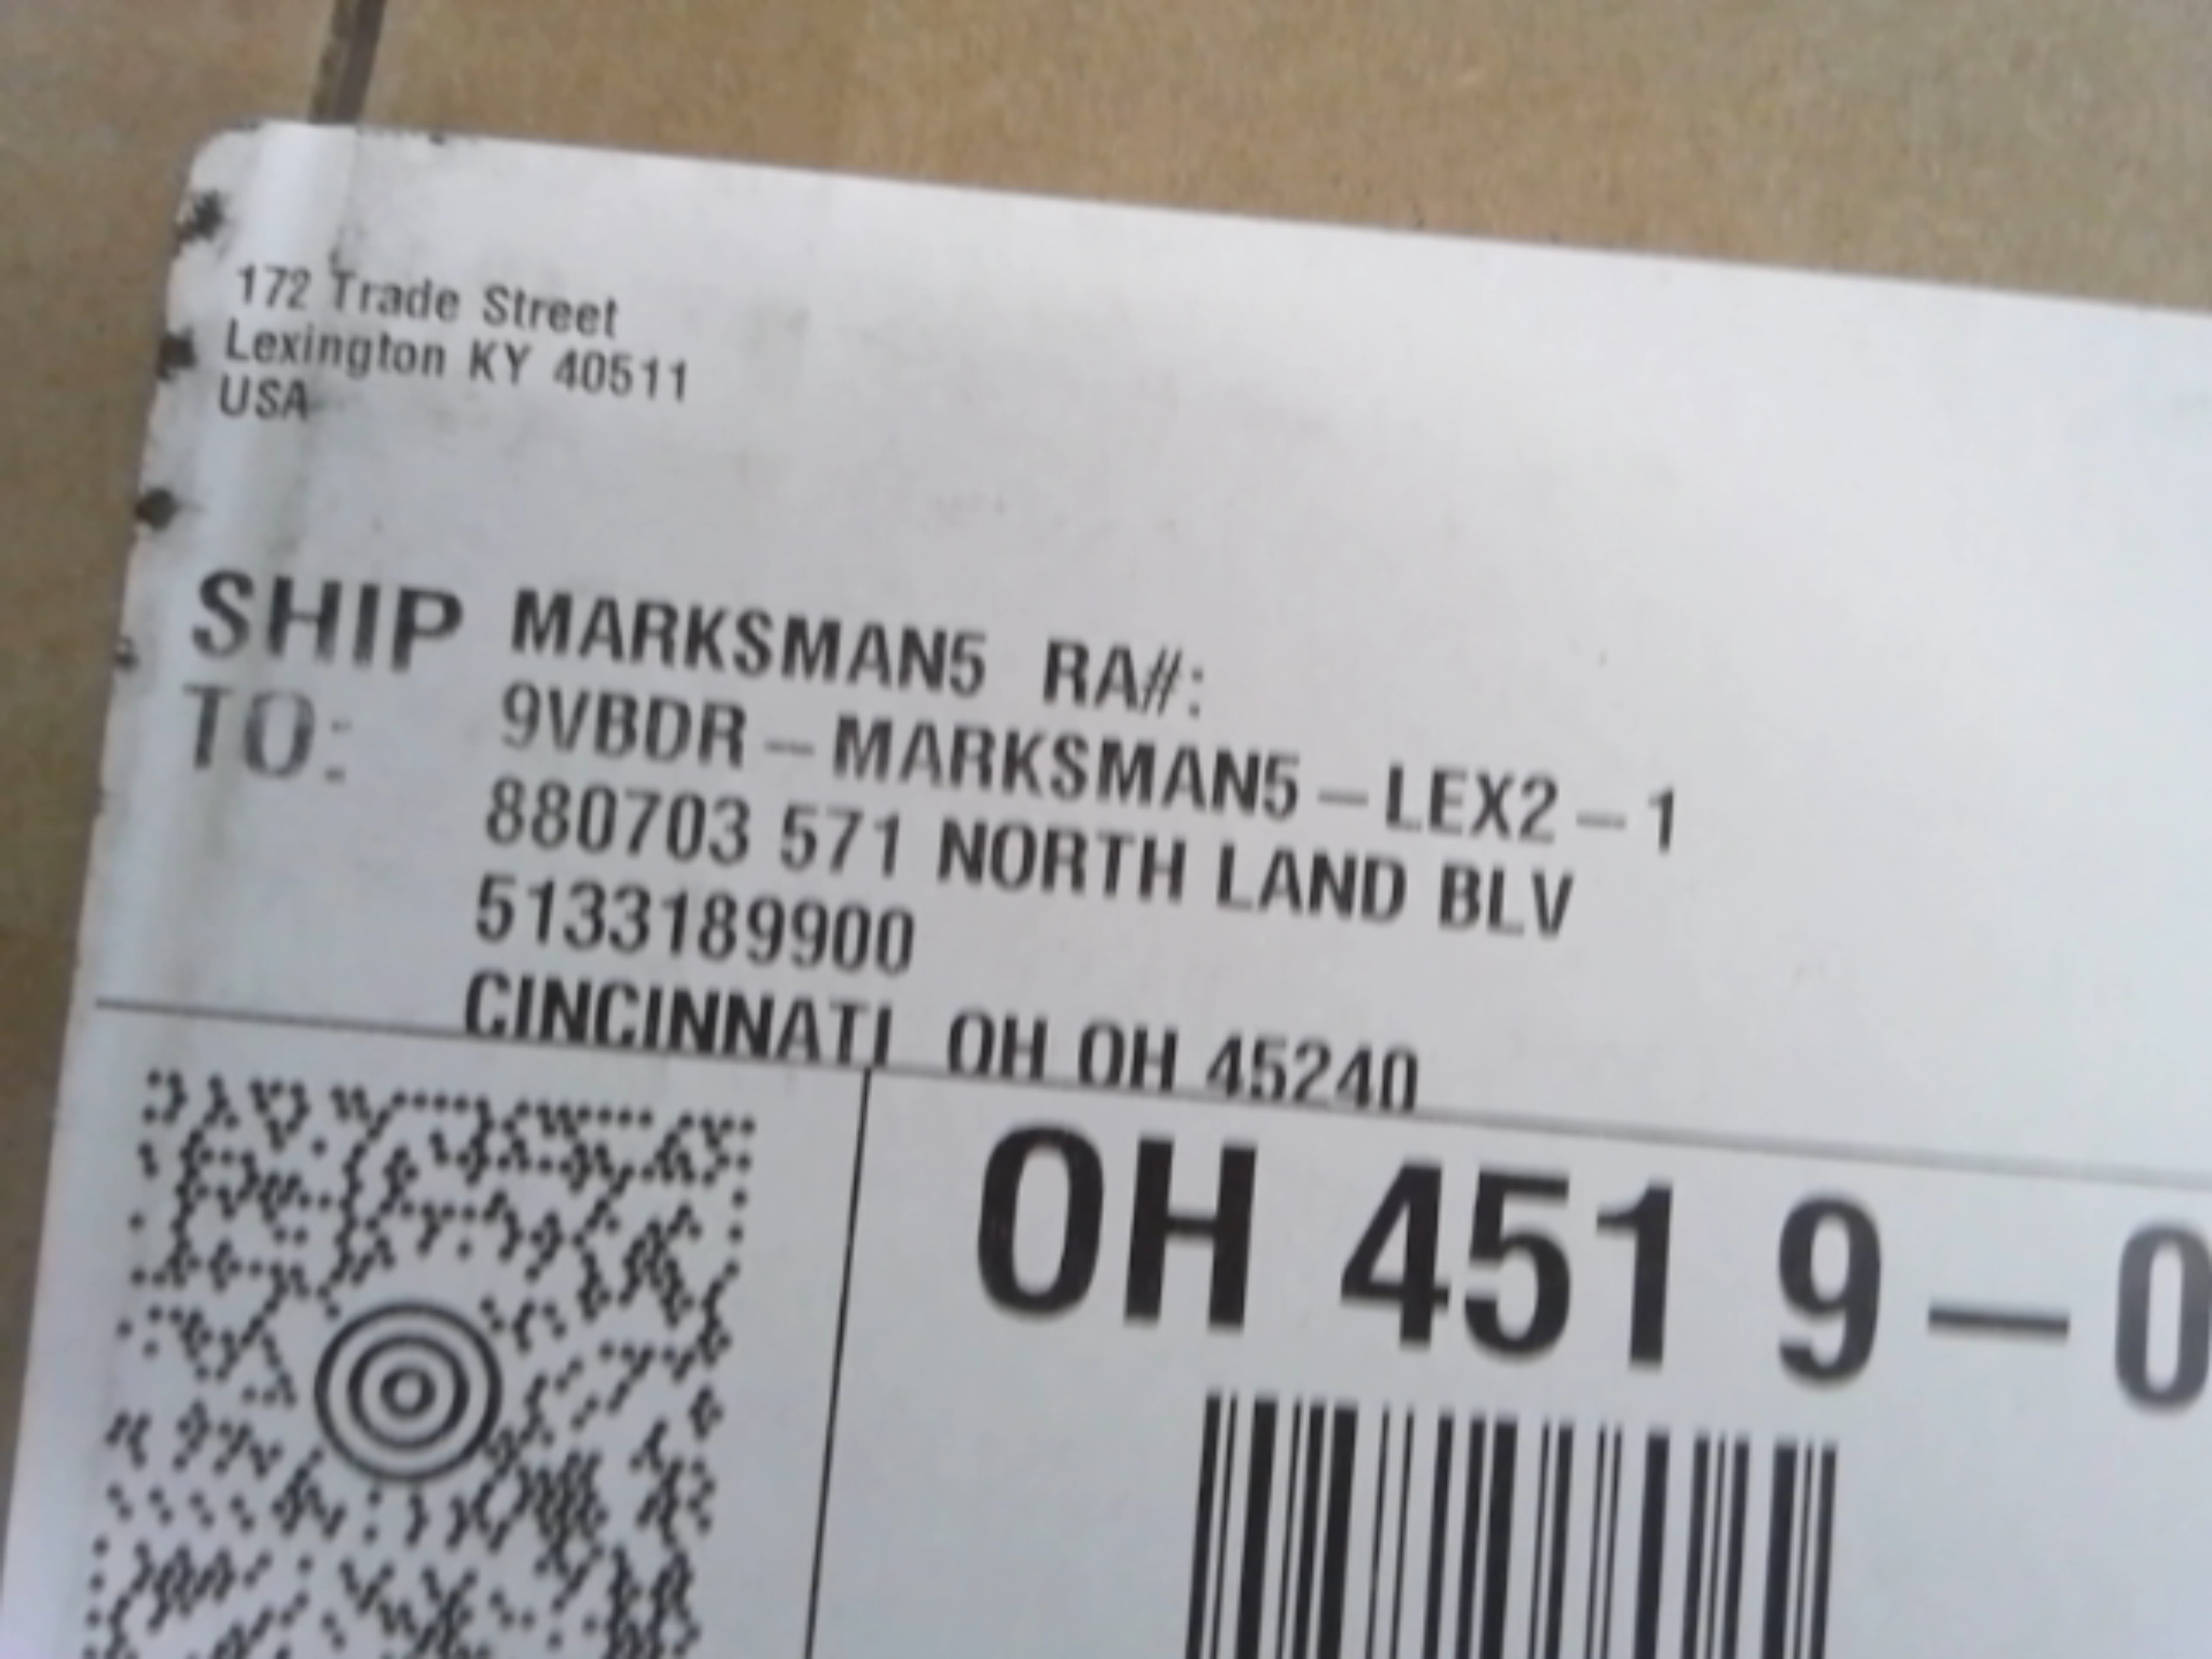 172 Trade Street
Lexington KY 40511
USA
SHIP TO:
MARKSMAN5 RA#:
9VBDR-MARKSMAN5-LEX2-1
880703 571 NORTH LAND BLV
5133189900
CINCINNATI OH OH 45240
OH 451 9-0